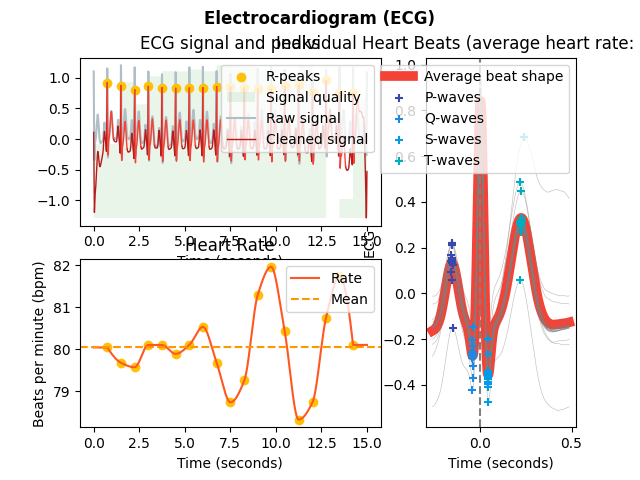 Electrocardiogram (ECG)
ECG signal and peaks
Individual Heart Beats (average heart rate:
R-peaks
Signal quality
Raw signal
Cleaned signal
1.0
0.5
0.0
−0.5
−1.0
0.0 2.5 5.0 7.5 10.0 12.5 15.0
Time (seconds)
Heart Rate
Rate
Mean
Beats per minute (bpm)
82
81
80
79
0.0 2.5 5.0 7.5 10.0 12.5 15.0
Time (seconds)
Average beat shape
P-waves
Q-waves
S-waves
T-waves
ECG
1.0
0.8
0.6
0.4
0.2
0.0
−0.2
−0.4
0.0 0.5
Time (seconds)